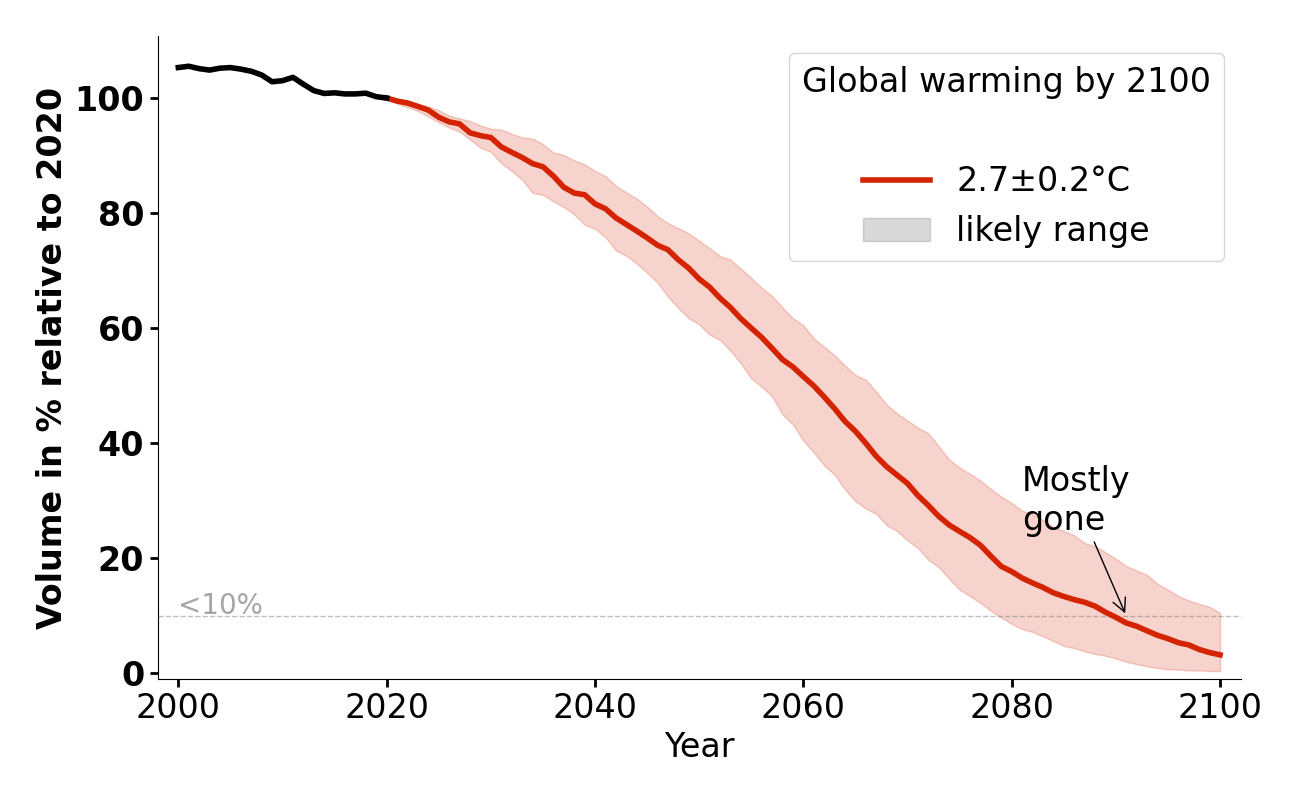 Volume in % relative to 2020
100
80
60
40
20
0
Global warming by 2100
2.7±0.2°C
likely range
Mostly
gone
<10%
2000 2020 2040 2060 2080 2100
Year